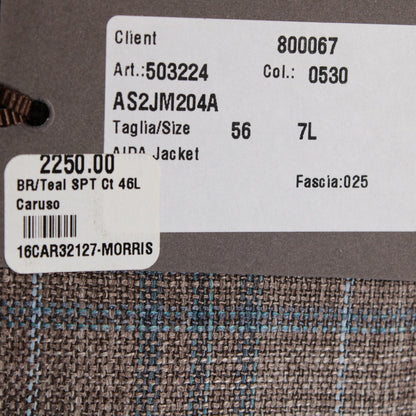 Client 800067
Art.:503224 Col.: 0530
AS2JM204A
Taglia/Size 56 7L
AIDA Jacket
Fascia:025
2250.00
BR/Teal SPT Ct 46L
Caruso
16CAR32127-MORRIS